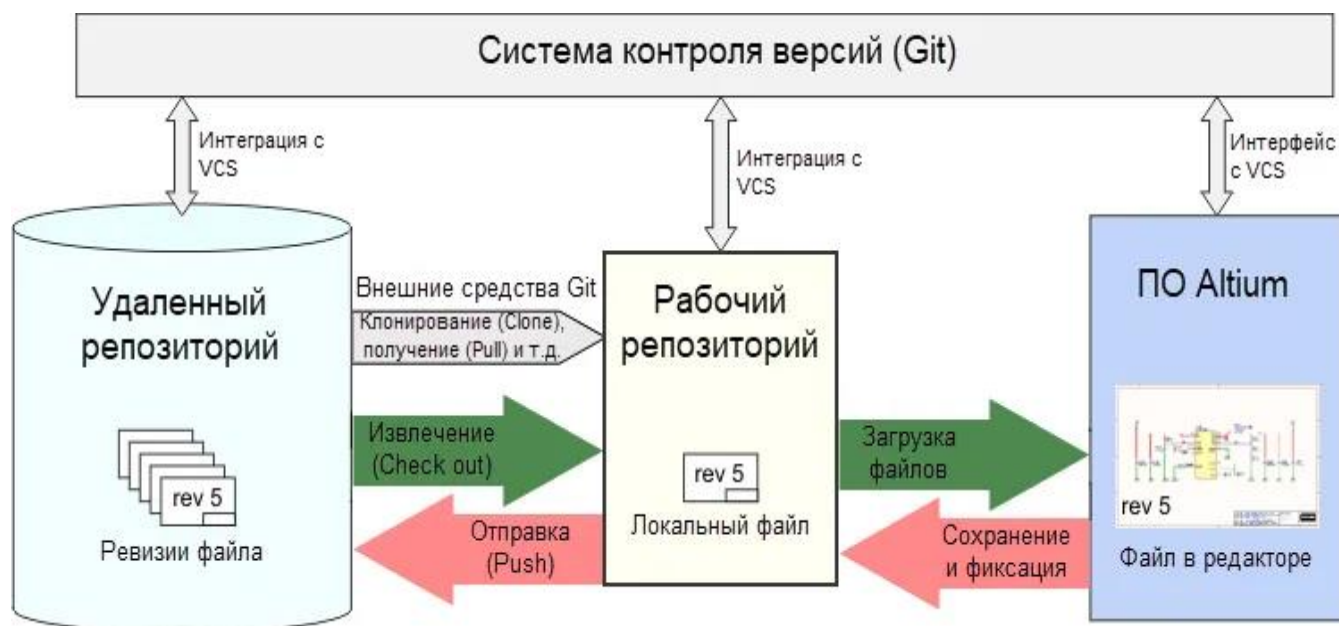 Система контроля версий (Git)
Интеграция с
VCS
Интеграция с
VCS
Интерфейс
с VCS
Удаленный
репозиторий
Внешние средства Git
Клонирование (Clone),
получение (Pull) и т.д.
Рабочий
репозиторий
ПО Altium
Извлечение
(Check out)
Загрузка
файлов
rev 5
Ревизии файла
Отправка
(Push)
rev 5
Локальный файл
Сохранение
и фиксация
rev 5
Файл в редакторе